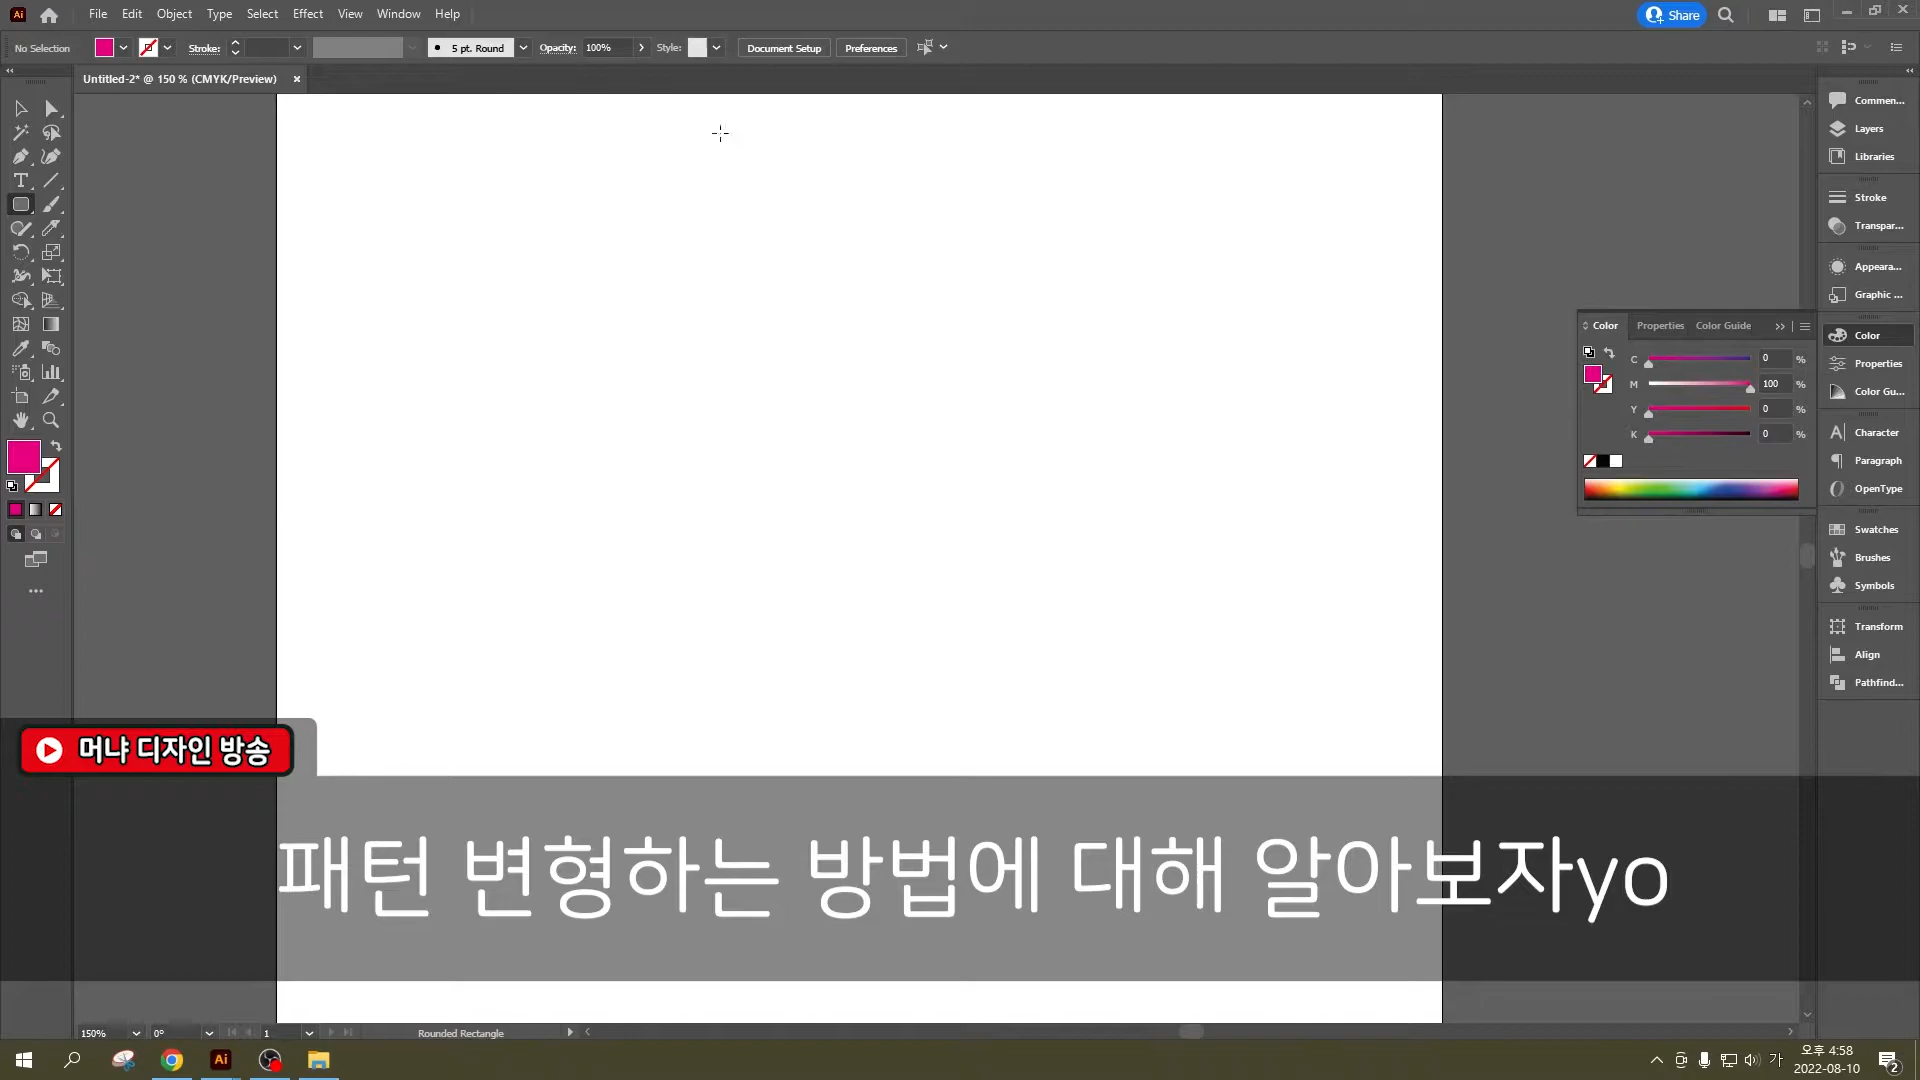 Ai File Edit Object Type Select Effect View Window Help Share
No Selection Stroke: 5 pt. Round Opacity: 100% Style: Document Setup Preferences
Untitled-2* @ 150 % (CMYK/Preview)
Commen...
Layers
Libraries
Stroke
Transpar...
Appeara...
Graphic ...
Color
Properties
Color Gu...
Character
Paragraph
OpenType
Swatches
Brushes
Symbols
Transform
Align
Pathfind...
Color Properties Color Guide
C 0 %
M 100 %
Y 0 %
K 0 %
머냐 디자인 방송
패턴 변형하는 방법에 대해 알아보자yo
150% 0° 1 Rounded Rectangle
Ai 가 오후 4:58
2022-08-10 2